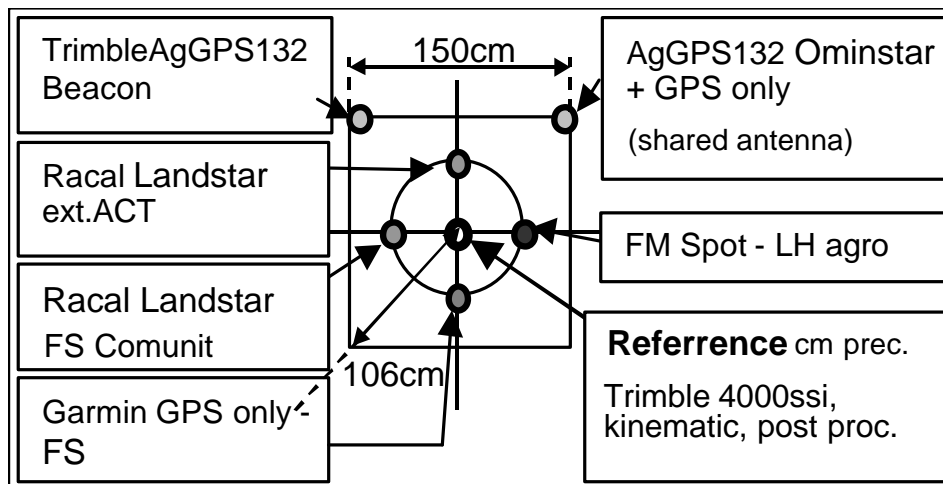 TrimbleAgGPS132
Beacon
150cm
AgGPS132 Ominstar
+ GPS only
(shared antenna)
Racal Landstar
ext.ACT
FM Spot - LH agro
Racal Landstar
FS Comunit
106cm
Garmin GPS only -
FS
Referrence cm prec.
Trimble 4000ssi,
kinematic, post proc.